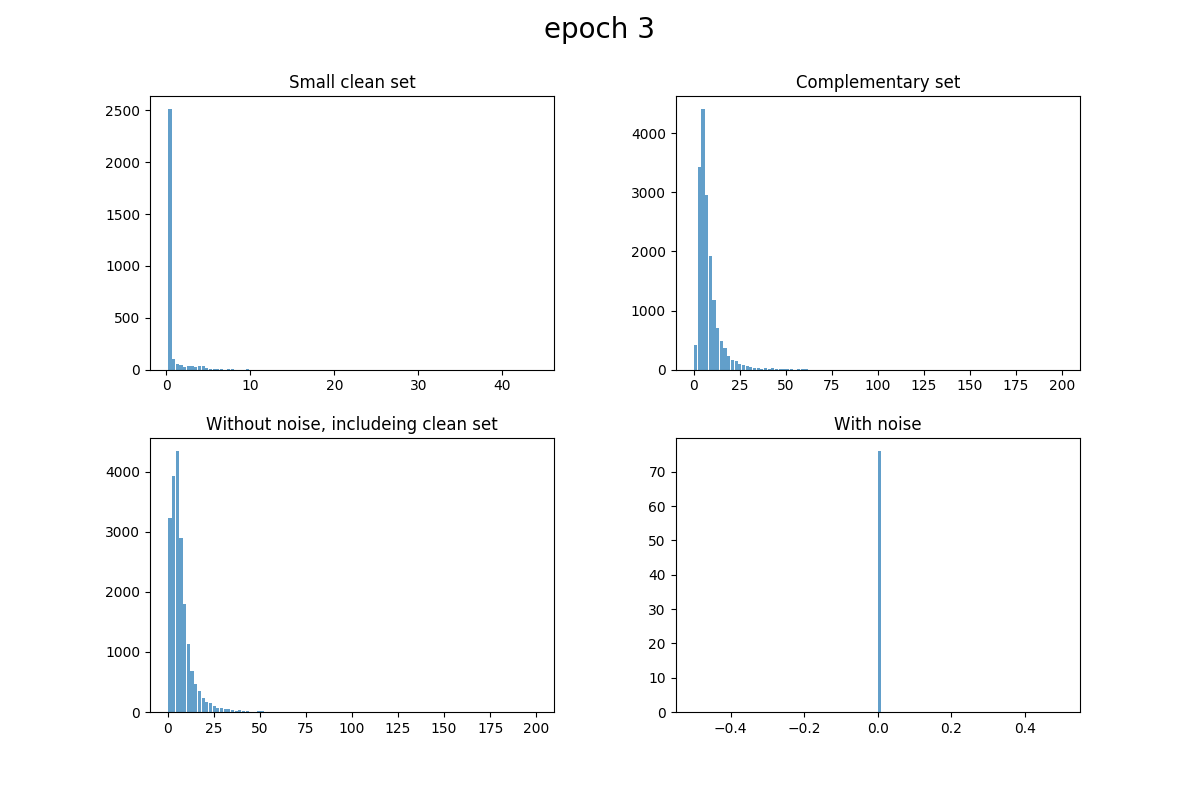 epoch 3
Small clean set
2500
2000
1500
1000
500
0
0 10 20 30 40
Complementary set
4000
3000
2000
1000
0
0 25 50 75 100 125 150 175 200
Without noise, includeing clean set
4000
3000
2000
1000
0
0 25 50 75 100 125 150 175 200
With noise
70
60
50
40
30
20
10
0
−0.4 −0.2 0.0 0.2 0.4